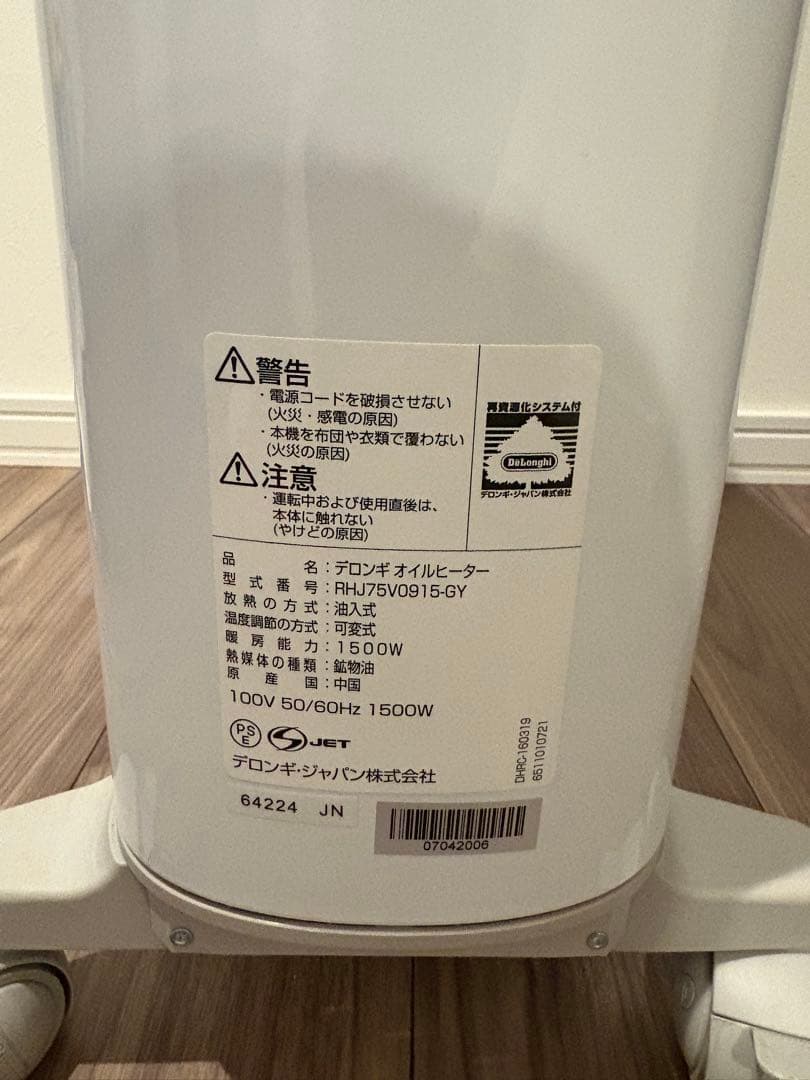 警告
・電源コードを破損させない
(火災・感電の原因)
・本機を布団や衣類で覆わない
(火災の原因)
注意
・運転中および使用直後は、
本体に触れない
(やけどの原因)
再資源化システム付
DeLonghi
デロンギ・ジャパン株式会社
品名:デロンギ オイルヒーター
型式番号:RHJ75V0915-GY
放熱の方式:油入式
温度調節の方式:可変式
暖房能力:1500W
熱媒体の種類:鉱物油
原産国:中国
100V 50/60Hz 1500W
PS
E
JET
デロンギ・ジャパン株式会社
DHRC-160319
6511010721
64224 JN
07042006